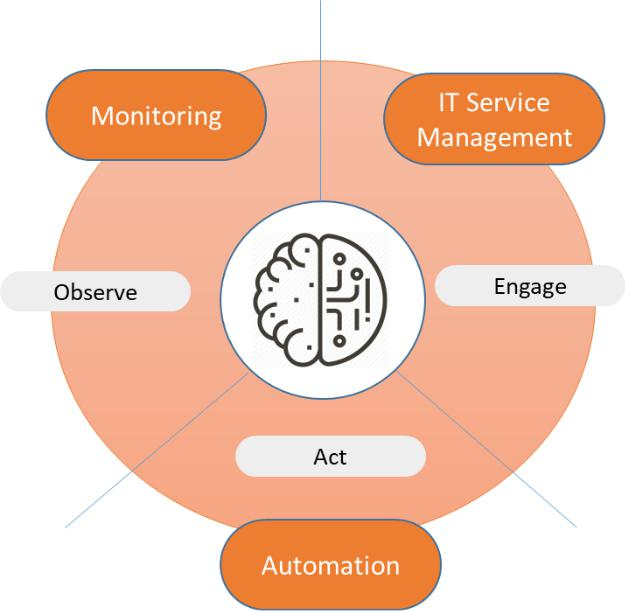 Monitoring
IT Service
Management
Observe
Engage
Act
Automation